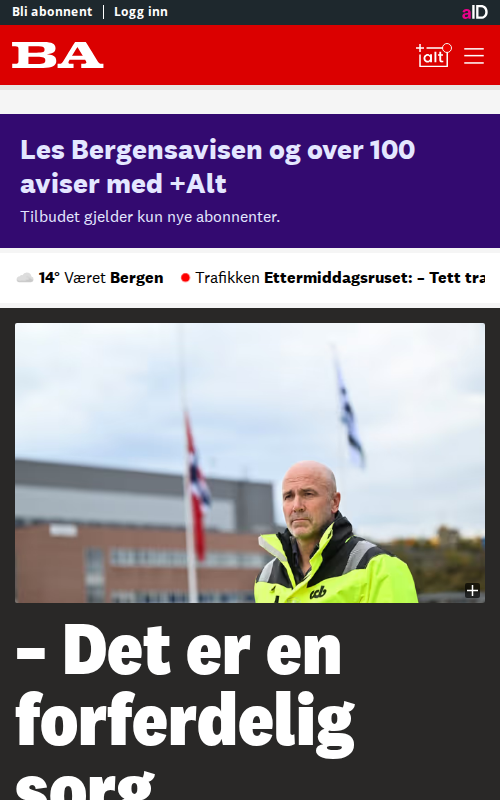 Bli abonnent | Logg inn
aID
BA
+alt
Les Bergensavisen og over 100
aviser med +Alt
Tilbudet gjelder kun nye abonnenter.
14° Været Bergen
Trafikken Ettermiddagsruset: – Tett tra
ccb
– Det er en
forferdelig
sorg